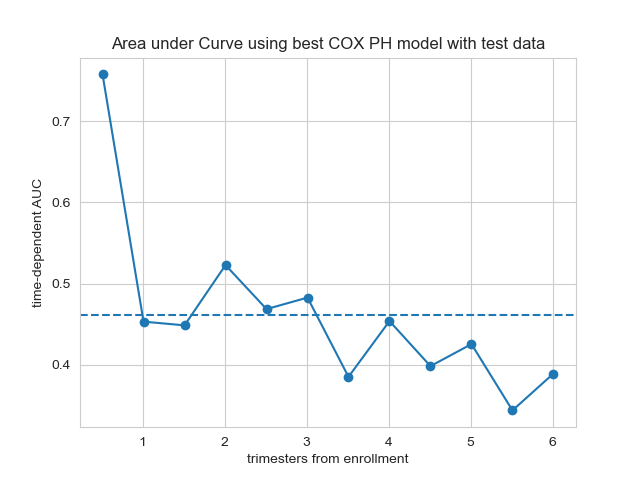 Area under Curve using best COX PH model with test data
time-dependent AUC
0.7
0.6
0.5
0.4
1 2 3 4 5 6
trimesters from enrollment